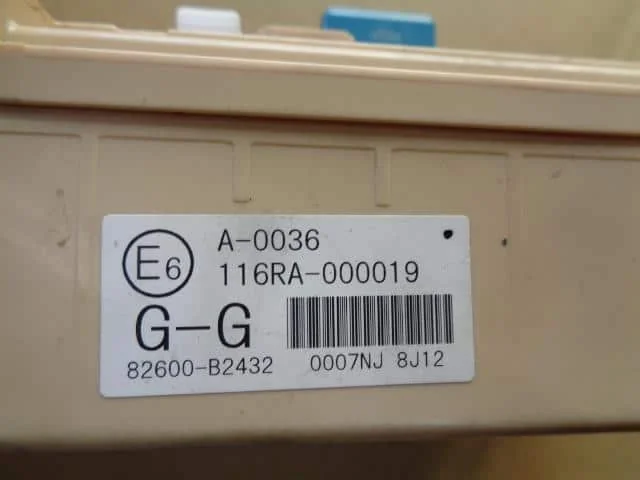 E6
A-0036
116RA-000019
G-G
82600-B2432
0007NJ 8J12